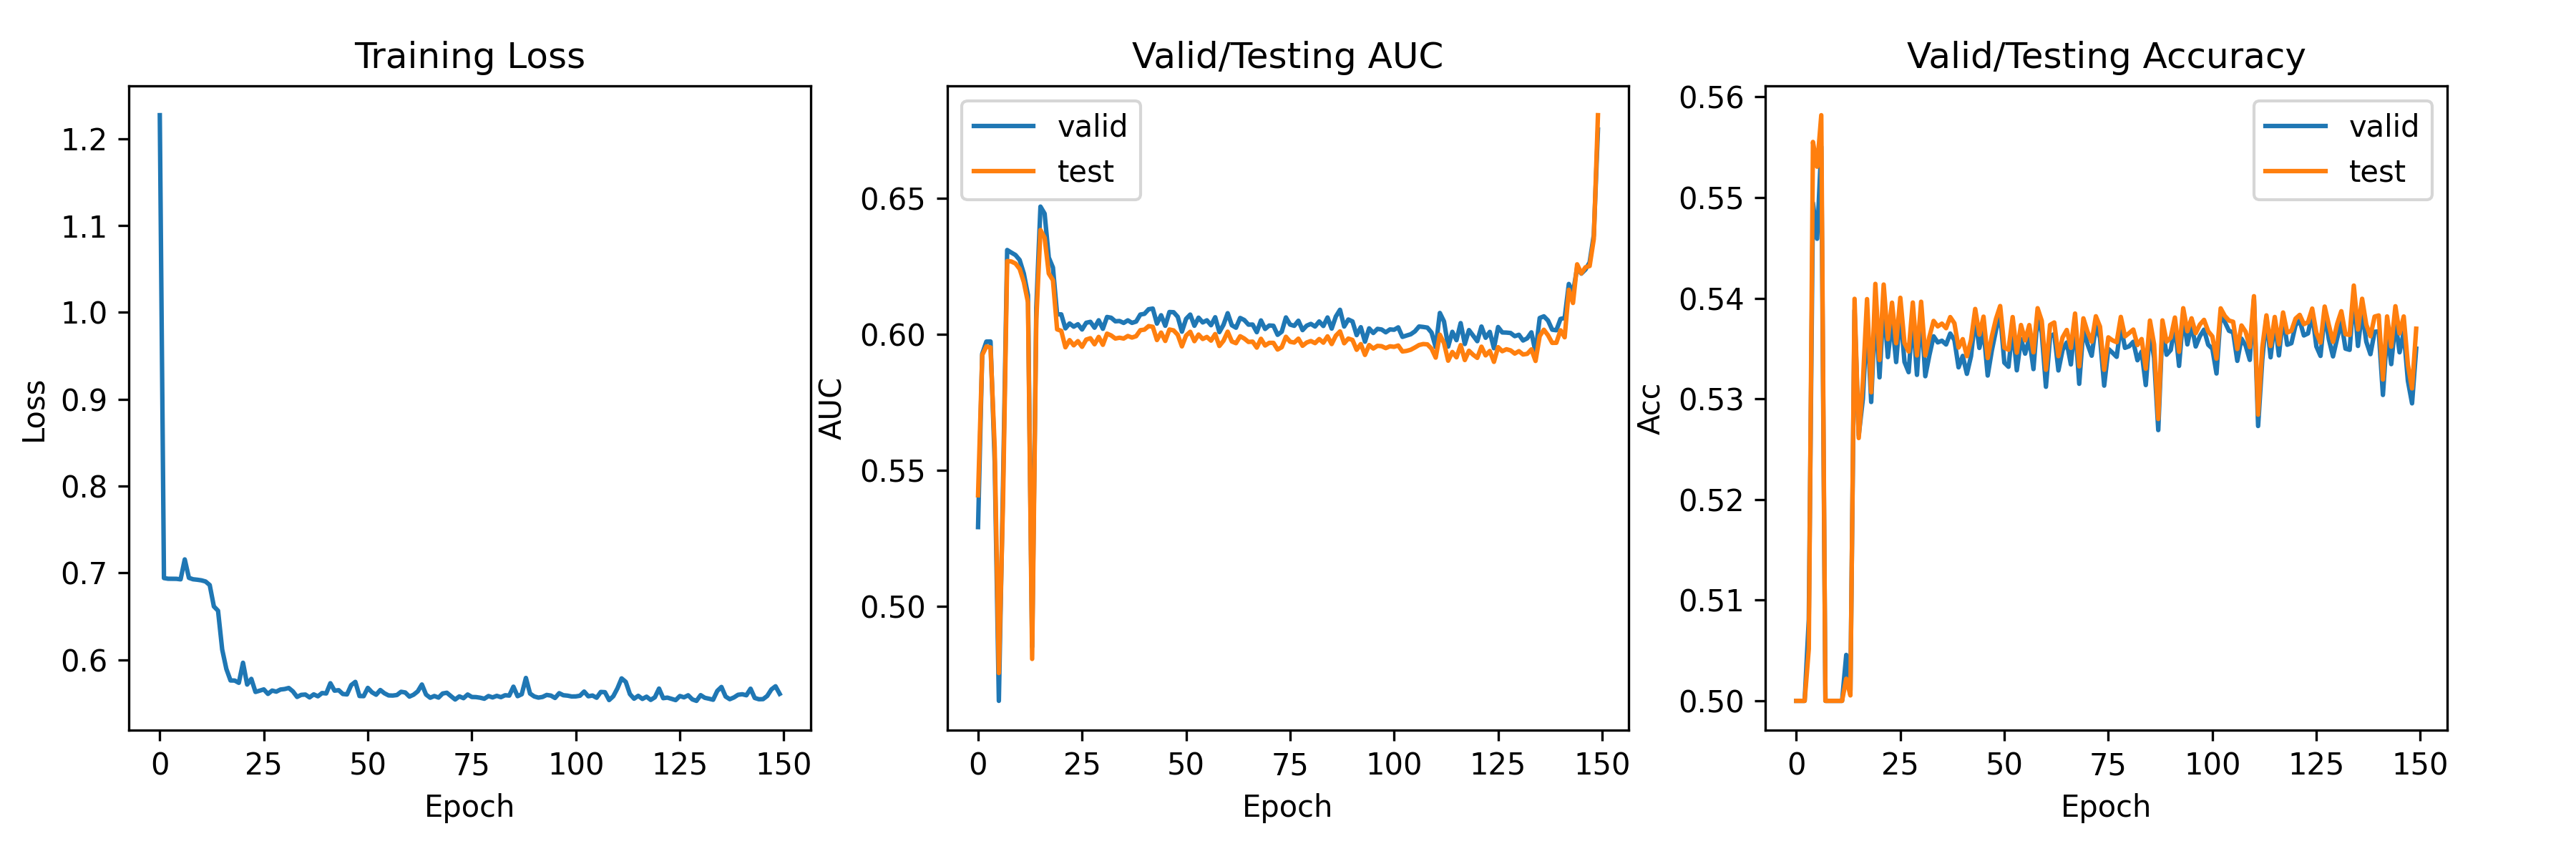 Training Loss
Loss
1.2
1.1
1.0
0.9
0.8
0.7
0.6
0 25 50 75 100 125 150
Epoch
Valid/Testing AUC
AUC
valid
test
0.65
0.60
0.55
0.50
0 25 50 75 100 125 150
Epoch
Valid/Testing Accuracy
Acc
valid
test
0.56
0.55
0.54
0.53
0.52
0.51
0.50
0 25 50 75 100 125 150
Epoch